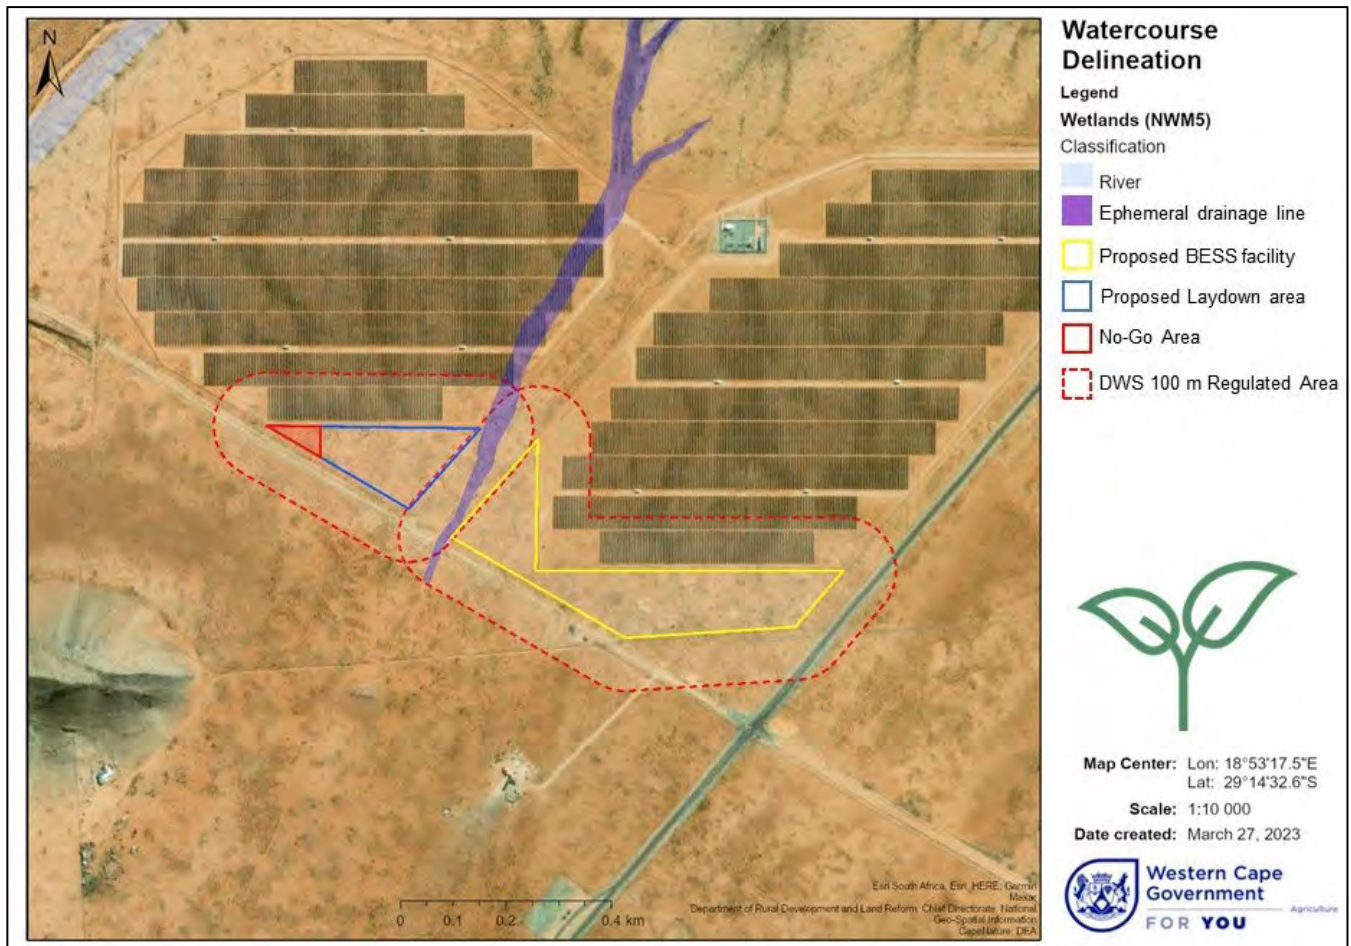 N
Watercourse
Delineation
Legend
Wetlands (NWM5)
Classification
River
Ephemeral drainage line
Proposed BESS facility
Proposed Laydown area
No-Go Area
DWS 100 m Regulated Area
Map Center: Lon: 18°53'17.5"E
Lat: 29°14'32.6"S
Scale: 1:10 000
Date created: March 27, 2023
Western Cape
Government
Agriculture
FOR YOU
0 0.1 0.2 0.4 km
Esri South Africa, Esri, HERE, Garmin
Maxar
Department of Rural Development and Land Reform, Chief Directorate: National
Geo-Spatial Information
CapeNature; DEA